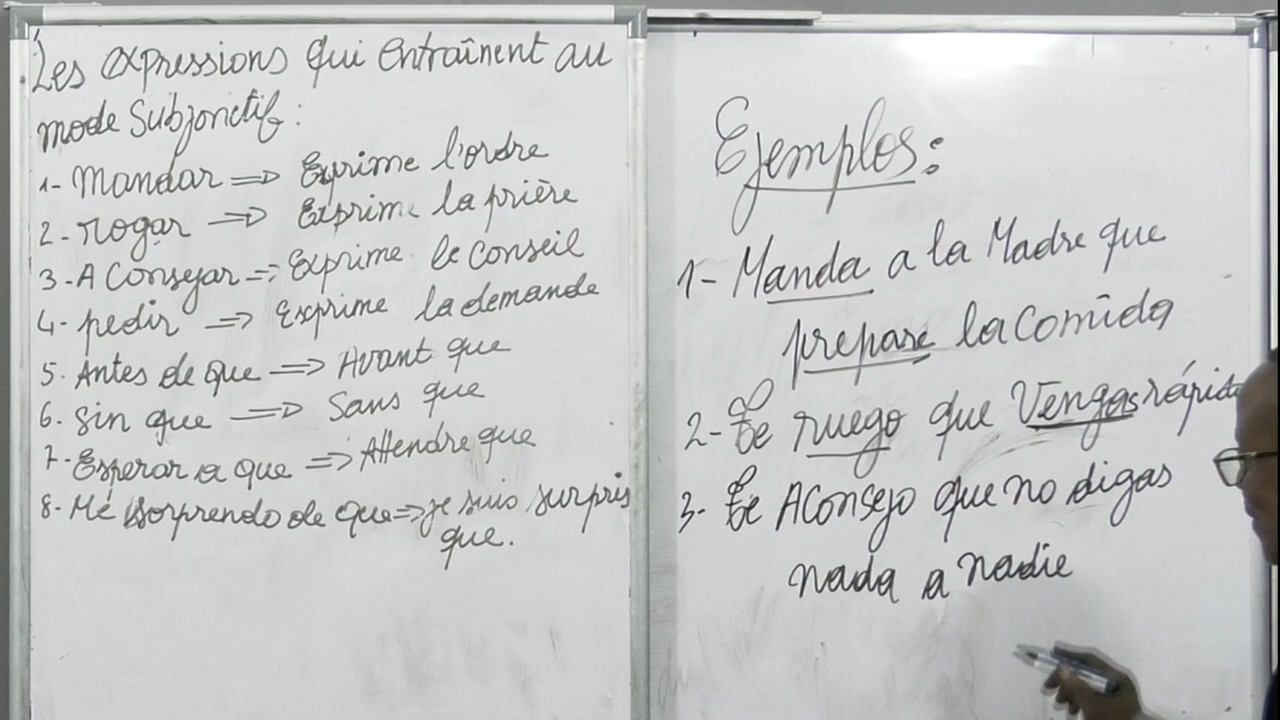 Les expressions qui entraînent au
mode Subjonctif :
1- Mandar => Exprime l'ordre
2- rogar => Exprime la prière
3- A Consejar => Exprime le Conseil
4- pedir => Exprime la demande
5. Antes de que => Avant que
6. Sin que => Sans que
7. Esperar a que => Attendre que
8- Mé sorprendo de que => je suis surpris
que.
Ejemplos :
1- Manda a la Madre que
prepare la Comida
2- Te ruego que Vengas rápido
3- Te AConsejo que no digas
nada a nadie